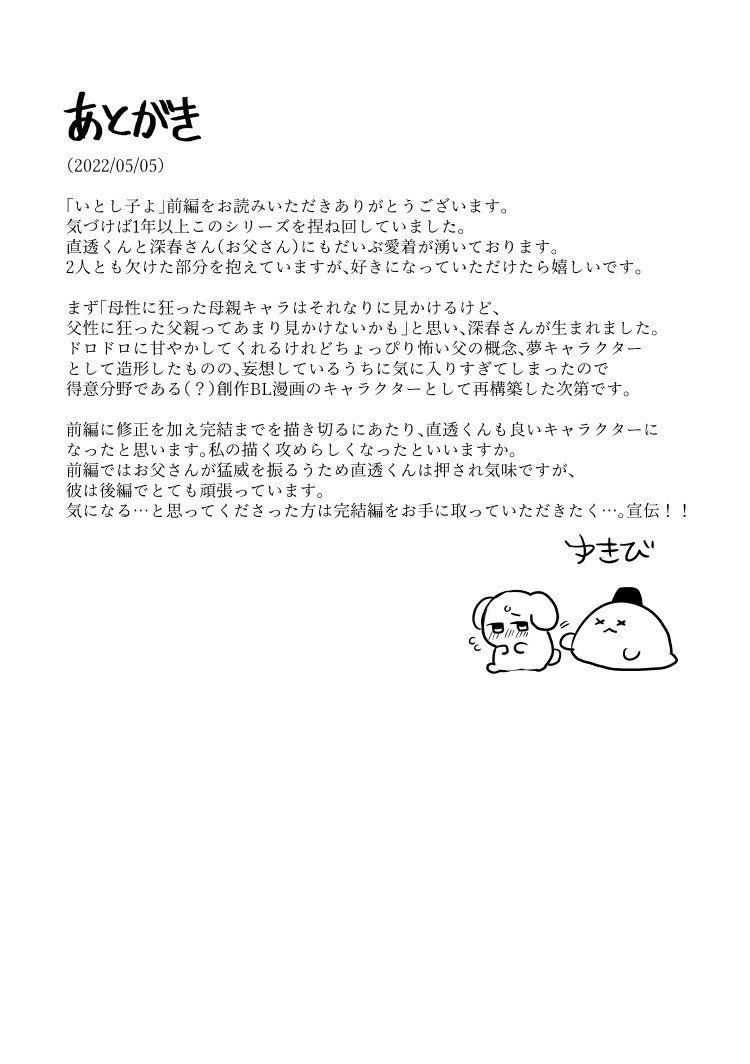 あとがき
（2022/05/05）
「いとし子よ」前編をお読みいただきありがとうございます。
気づけば1年以上このシリーズを捏ね回していました。
直透くんと深春さん（お父さん）にもだいぶ愛着が湧いております。
2人とも欠けた部分を抱えていますが、好きになっていただけたら嬉しいです。
まず「母性に狂った母親キャラはそれなりに見かけるけど、
父性に狂った父親ってあまり見かけないかも」と思い、深春さんが生まれました。
ドロドロに甘やかしてくれるけれどちょっぴり怖い父の概念、夢キャラクター
として造形したものの、妄想しているうちに気に入りすぎてしまったので
得意分野である（？）創作BL漫画のキャラクターとして再構築した次第です。
前編に修正を加え完結までを描き切るにあたり、直透くんも良いキャラクターに
なったと思います。私の描く攻めらしくなったといいますか。
前編ではお父さんが猛威を振るうため直透くんは押され気味ですが、
彼は後編でとても頑張っています。
気になる…と思ってくださった方は完結編をお手に取っていただきたく…。宣伝！！
ゆきび